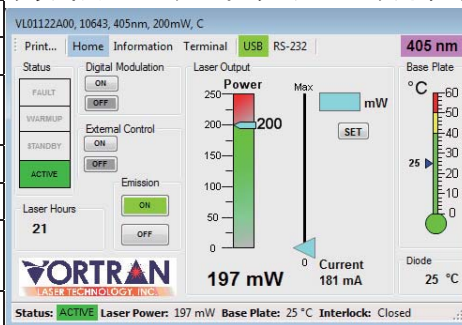 VL01122A00, 10643, 405nm, 200mW, C
Print... Home Information Terminal USB RS-232 405 nm
Status
FAULT
WARMUP
STANDBY
ACTIVE
Laser Hours
21
Digital Modulation
ON
OFF
External Control
ON
OFF
Emission
ON
OFF
VORTRAN
LASER TECHNOLOGY, INC.
Laser Output
Power
250
200
150
100
50
0
200
197 mW
Max
0
mW
SET
Current
181 mA
Base Plate
°C
60
50
40
30
20
10
0
25
Diode
25 °C
Status: ACTIVE Laser Power: 197 mW Base Plate: 25 °C Interlock: Closed